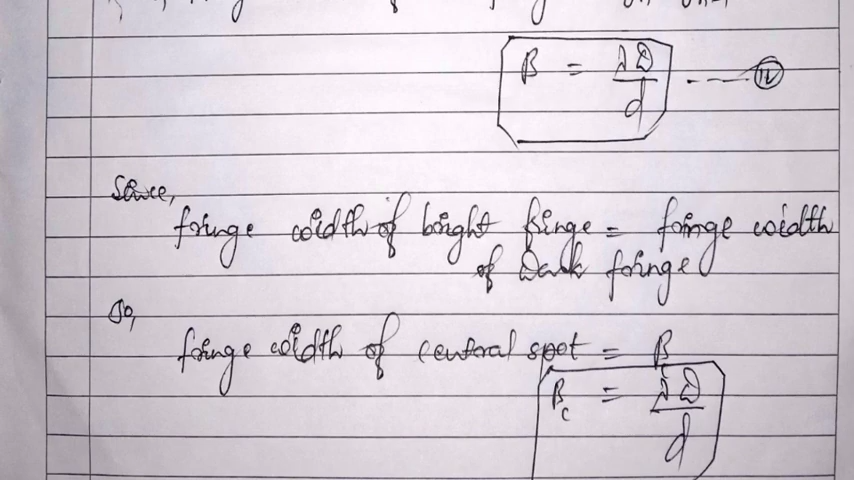 β = λD/d ---- (IV)
Since,
fringe width of bright fringe = fringe width
of Dark fringe
So,
fringe width of central spot = βc
βc = λD/d